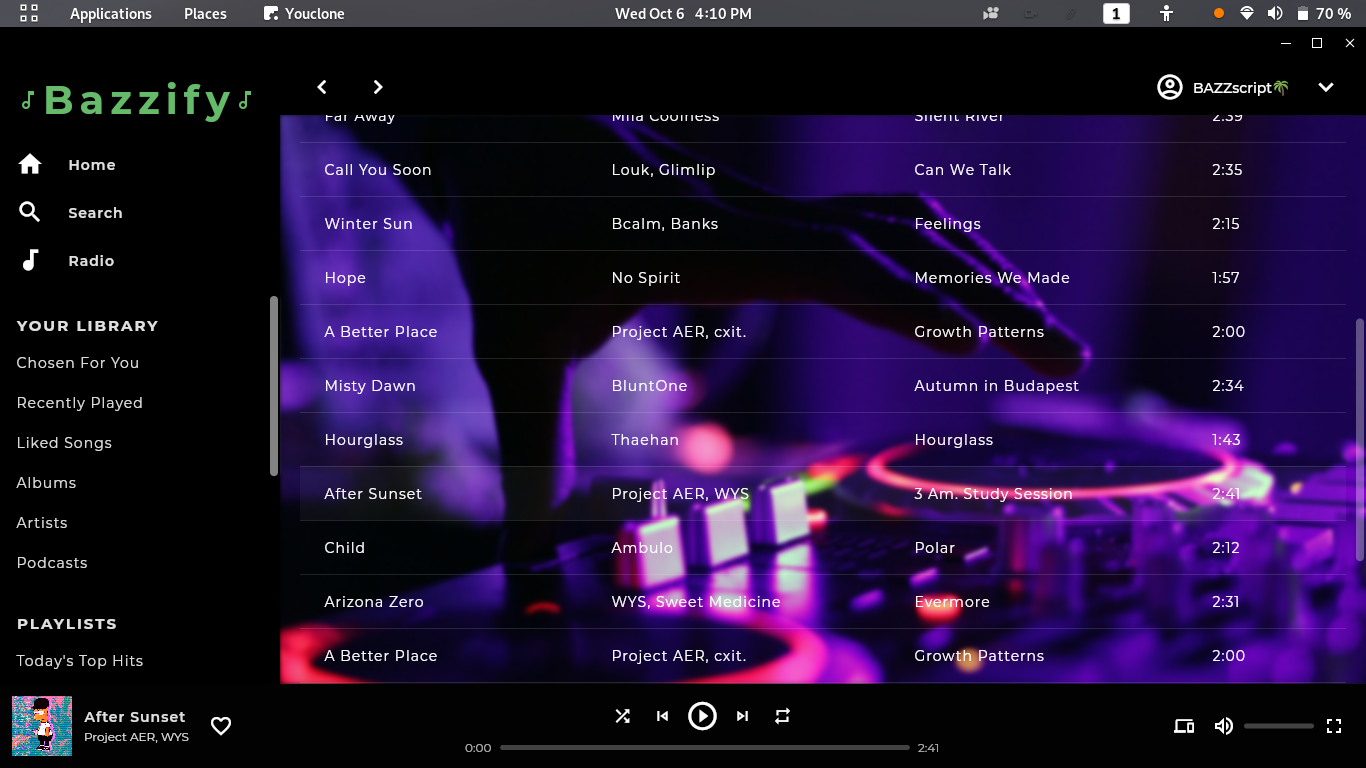 Applications Places Youclone Wed Oct 6 4:10 PM 1 70 %
Bazzify
BAZZscript🌴
Home
Search
Radio
YOUR LIBRARY
Chosen For You
Recently Played
Liked Songs
Albums
Artists
Podcasts
PLAYLISTS
Today's Top Hits
Far Away Mila Coolness Silent River 2:39
Call You Soon Louk, Glimlip Can We Talk 2:35
Winter Sun Bcalm, Banks Feelings 2:15
Hope No Spirit Memories We Made 1:57
A Better Place Project AER, cxit. Growth Patterns 2:00
Misty Dawn BluntOne Autumn in Budapest 2:34
Hourglass Thaehan Hourglass 1:43
After Sunset Project AER, WYS 3 Am. Study Session 2:41
Child Ambulo Polar 2:12
Arizona Zero WYS, Sweet Medicine Evermore 2:31
A Better Place Project AER, cxit. Growth Patterns 2:00
After Sunset
Project AER, WYS
0:00 2:41